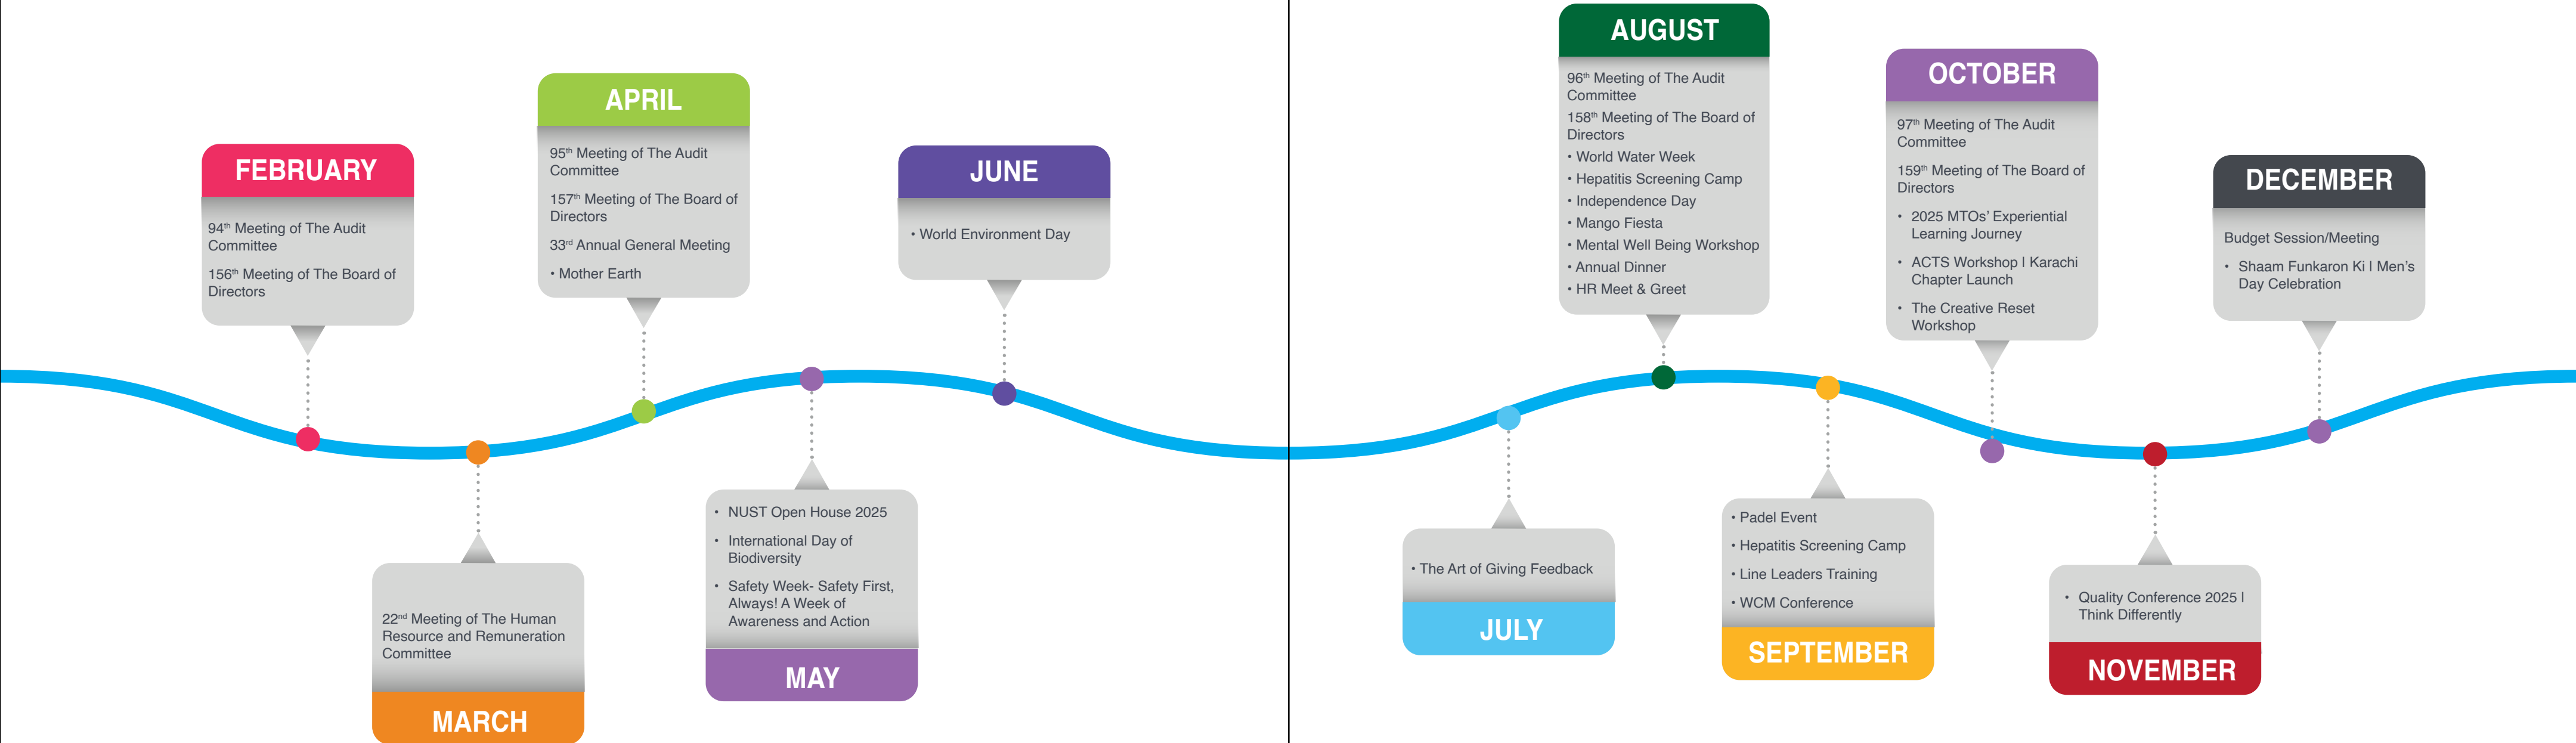 FEBRUARY
94th Meeting of The Audit
Committee
156th Meeting of The Board of
Directors
22nd Meeting of The Human
Resource and Remuneration
Committee
MARCH
APRIL
95th Meeting of The Audit
Committee
157th Meeting of The Board of
Directors
33rd Annual General Meeting
• Mother Earth
• NUST Open House 2025
• International Day of
Biodiversity
• Safety Week- Safety First,
Always! A Week of
Awareness and Action
MAY
JUNE
• World Environment Day
• The Art of Giving Feedback
JULY
AUGUST
96th Meeting of The Audit
Committee
158th Meeting of The Board of
Directors
• World Water Week
• Hepatitis Screening Camp
• Independence Day
• Mango Fiesta
• Mental Well Being Workshop
• Annual Dinner
• HR Meet & Greet
• Padel Event
• Hepatitis Screening Camp
• Line Leaders Training
• WCM Conference
SEPTEMBER
OCTOBER
97th Meeting of The Audit
Committee
159th Meeting of The Board of
Directors
• 2025 MTOs' Experiential
Learning Journey
• ACTS Workshop | Karachi
Chapter Launch
• The Creative Reset
Workshop
• Quality Conference 2025 |
Think Differently
NOVEMBER
DECEMBER
Budget Session/Meeting
• Shaam Funkaron Ki | Men's
Day Celebration